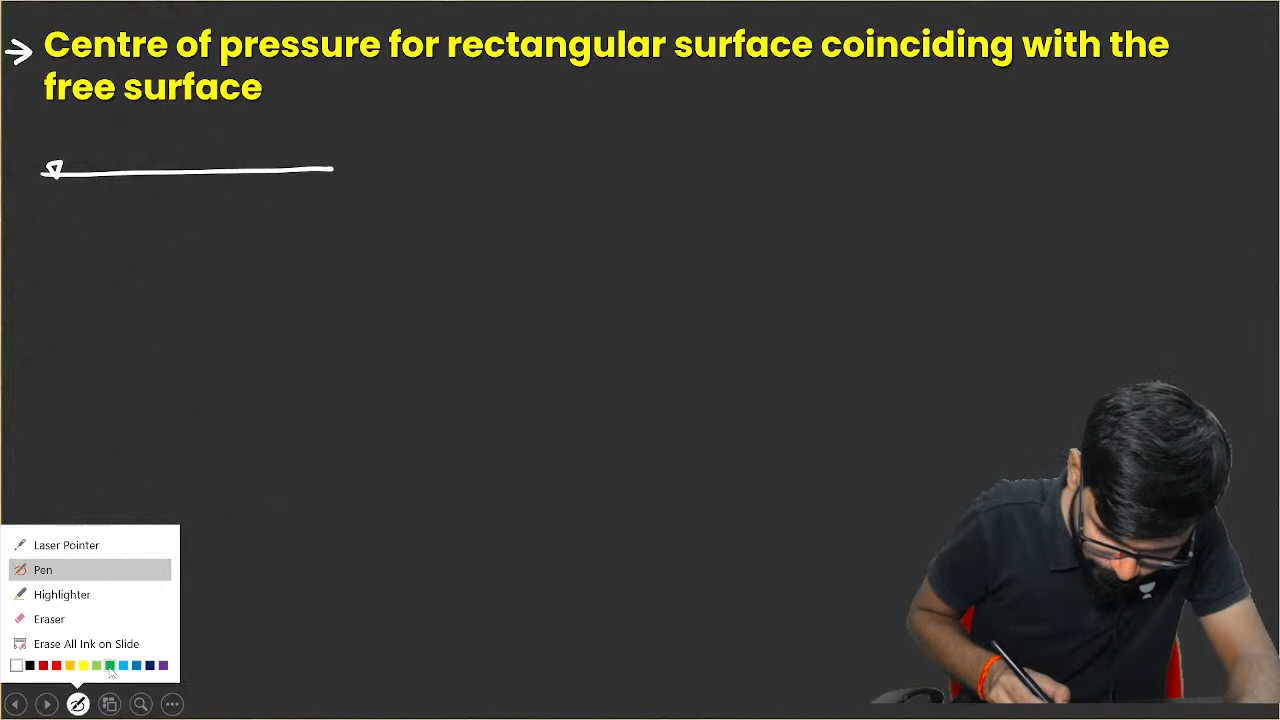 Centre of pressure for rectangular surface coinciding with the
free surface
Laser Pointer
Pen
Highlighter
Eraser
Erase All Ink on Slide